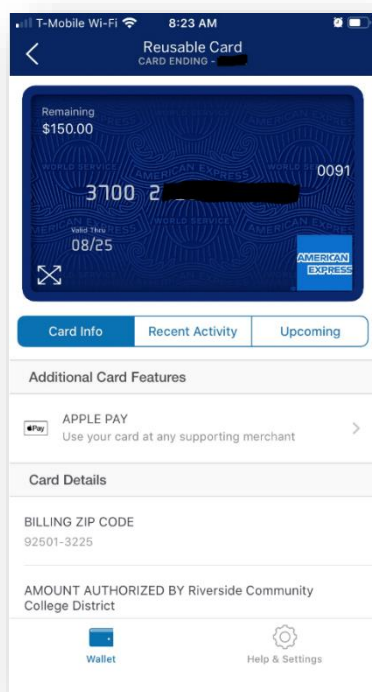 T-Mobile Wi-Fi 8:23 AM
Reusable Card
CARD ENDING -
Remaining
$150.00
0091
3700 2
Valid Thru
08/25
AMERICAN EXPRESS
Card Info Recent Activity Upcoming
Additional Card Features
Pay APPLE PAY
Use your card at any supporting merchant
Card Details
BILLING ZIP CODE
92501-3225
AMOUNT AUTHORIZED BY Riverside Community
College District
Wallet Help & Settings